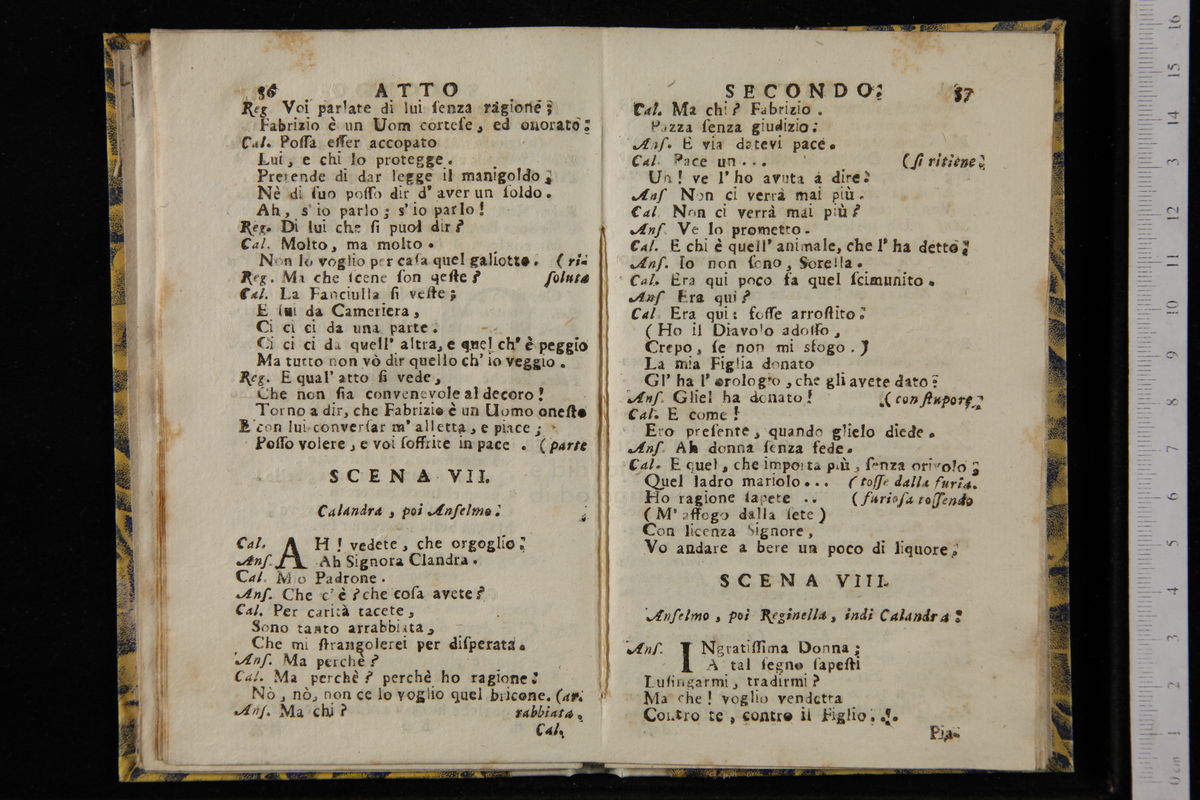 86 ATTO
Reg. Voi parlate di lui ſenza ragione;
Fabrizio è un Uom corteſe, ed onorato:
Cal. Poſſa eſſer accopato
Lui, e chi lo protegge.
Pretende di dar legge il manigoldo;
Nè di ſuo poſſo dir d' aver un ſoldo.
Ah, s' io parlo; s' io parlo!
Reg. Di lui che ſi puol dir?
Cal. Molto, ma molto.
Non lo voglio per caſa quel galiotto. (ri-
Reg. Ma che ſcene ſon qeſte? ſoluta
Cal. La Fanciulla ſi veſte;
E lui da Cameriera,
Ci ci ci da una parte.
Ci ci ci da quell' altra, e quel ch' è peggio
Ma tutto non vò dir quello ch' io veggio.
Reg. E qual' atto ſi vede,
Che non ſia convenevole al decoro!
Torno a dir, che Fabrizio è un Uomo oneſto
E con lui converſar m' alletta, e piace;
Poſſo volere, e voi ſoffrite in pace. (parte
SCENA VII.
Calandra, poi Anſelmo.
Cal. AH! vedete, che orgoglio:
Anſ. Ah Signora Clandra.
Cal. Mio Padrone.
Anſ. Che c' è? che coſa avete?
Cal. Per carità tacete,
Sono tanto arrabbiata,
Che mi ſtrangolerei per diſperata.
Anſ. Ma perchè?
Cal. Ma perchè? perchè ho ragione:
Nò, nò, non ce lo voglio quel bricone. (ar-
Anſ. Ma chi? rabbiata.
Cal.
SECONDO. 87
Cal. Ma chi? Fabrizio.
Pazza ſenza giudizio:
Anſ. E via datevi pace.
Cal. Pace un... (ſi ritiene.
Un! ve l' ho avuta a dire:
Anſ. Non ci verrà mai più.
Cal. Non ci verrà mai più?
Anſ. Ve lo prometto.
Cal. E chi è quell' animale, che l' ha detto?
Anſ. Io non ſono, Sorella.
Cal. Era qui poco fa quel ſcimunito.
Anſ. Era qui?
Cal. Era qui: foſſe arroſtito:
(Ho il Diavolo adoſſo,
Crepo, ſe non mi sfogo.)
La mia Figlia donato
Gl' ha l' orologio, che gli avete dato?
Anſ. Gliel ha donato! (con ſtupore.
Cal. E come!
Ero preſente, quando glielo diede.
Anſ. Ah donna ſenza fede.
Cal. E quel, che importa più, ſenza orivolo;
Quel ladro mariolo... (toſſe dalla furia.
Ho ragione ſapete .. (furioſa toſſendo
(M' affogo dalla ſete)
Con licenza Signore,
Vo andare a bere un poco di liquore.
SCENA VIII.
Anſelmo, poi Reginella, indi Calandra.
Anſ. INgratiſſima Donna;
A tal ſegno ſapeſti
Luſingarmi, tradirmi?
Ma che! voglio vendetta
Contro te, contro il Figlio...
Pia-